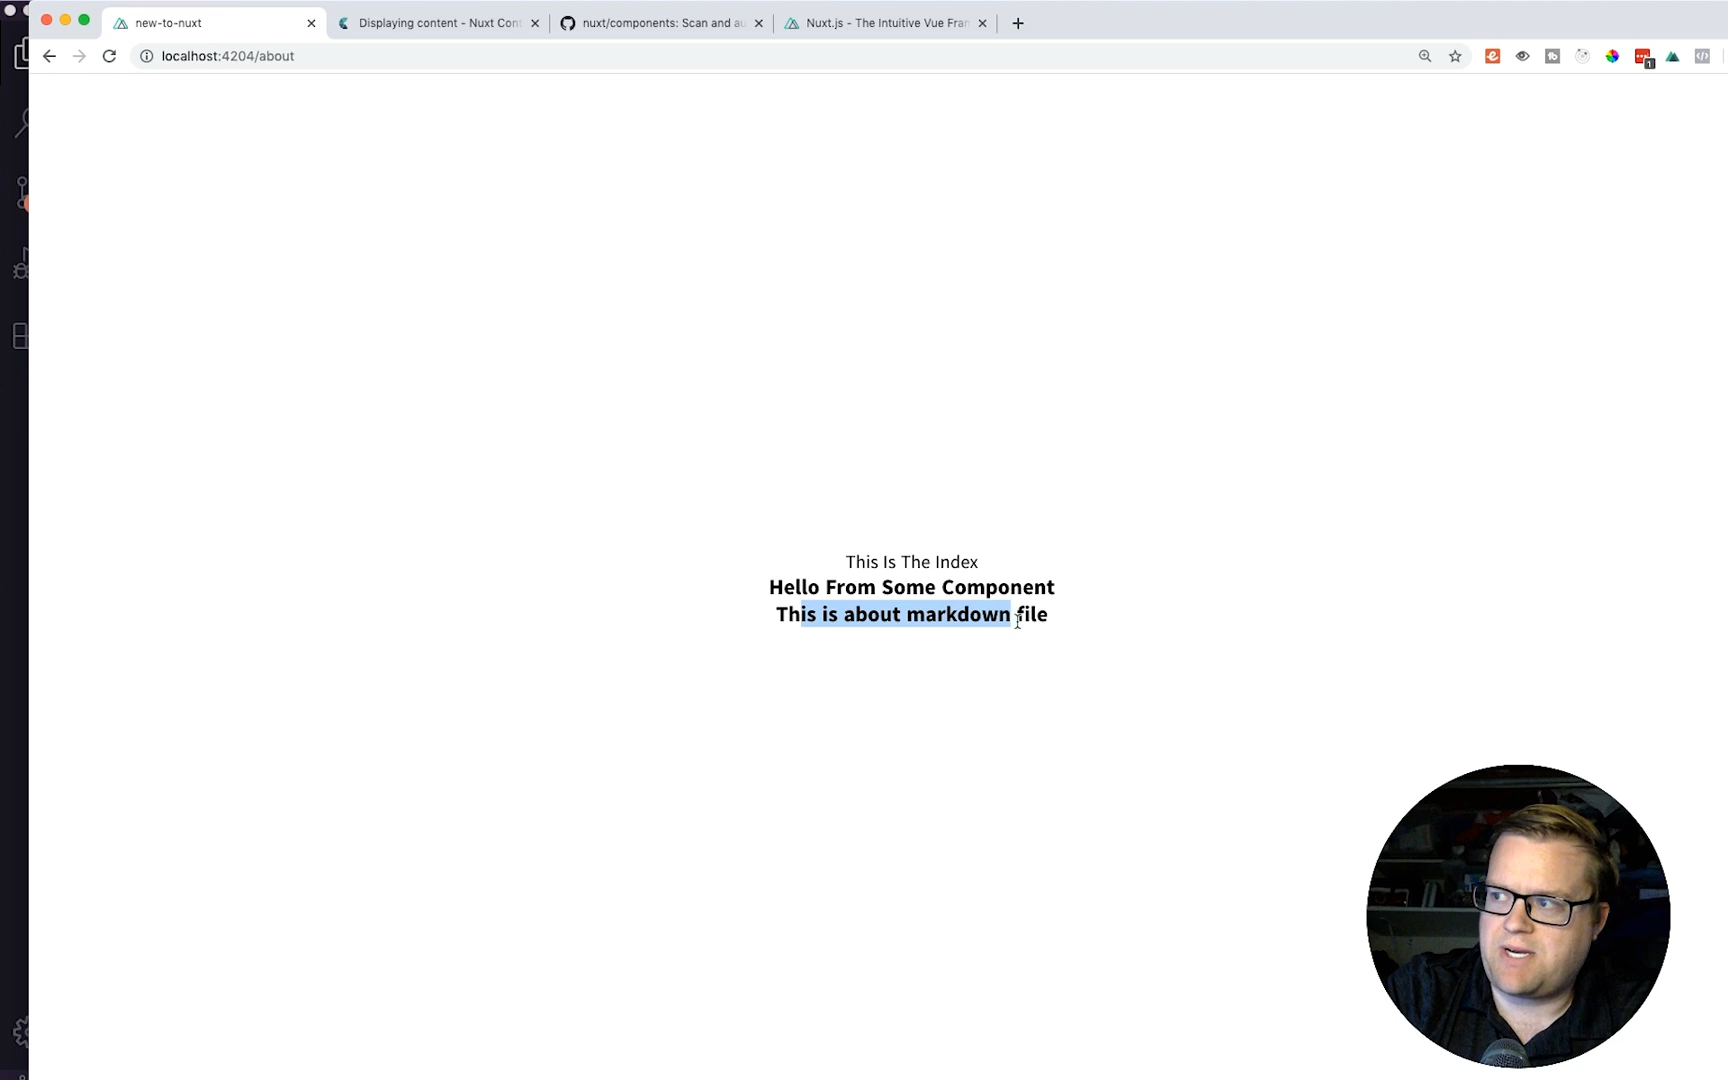 new-to-nuxt
Displaying content - Nuxt Cont
nuxt/components: Scan and au
Nuxt.js - The Intuitive Vue Fran
localhost:4204/about
1
This Is The Index
Hello From Some Component
This is about markdown file